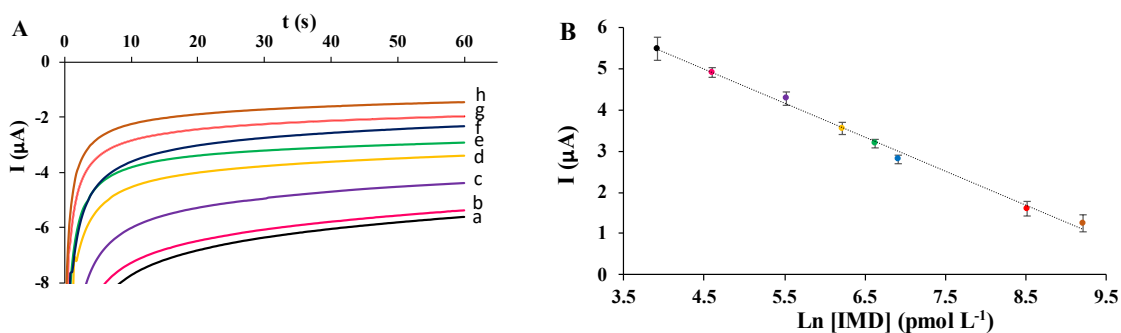 A
t (s)
0 10 20 30 40 50 60
0
-2
-4
-6
-8
I (µA)
h
g
f
e
d
c
b
a
B
6
5
4
3
2
1
0
I (µA)
3.5 4.5 5.5 6.5 7.5 8.5 9.5
Ln [IMD] (pmol L⁻¹)